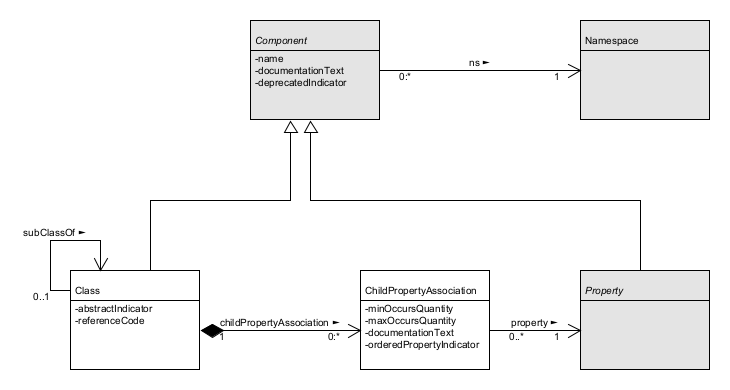 Component
-name
-documentationText
-deprecatedIndicator
ns ►
0:*
1
Namespace
subClassOf ►
0..1
Class
-abstractIndicator
-referenceCode
childPropertyAssociation ►
1
0:*
ChildPropertyAssociation
-minOccursQuantity
-maxOccursQuantity
-documentationText
-orderedPropertyIndicator
property ►
0..*
1
Property